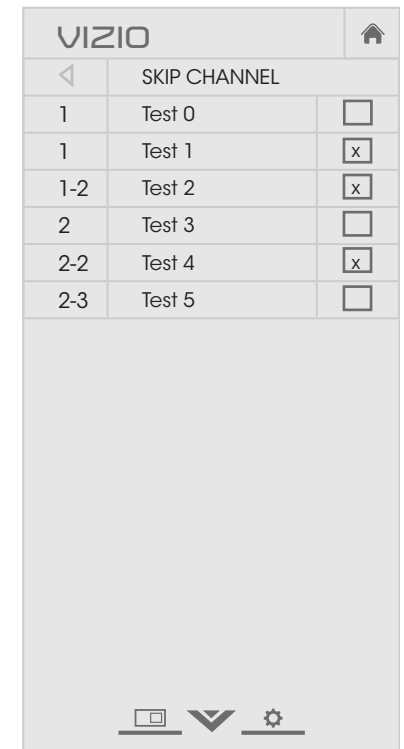 VIZIO
SKIP CHANNEL
1 Test 0
1 Test 1 x
1-2 Test 2 x
2 Test 3
2-2 Test 4 x
2-3 Test 5